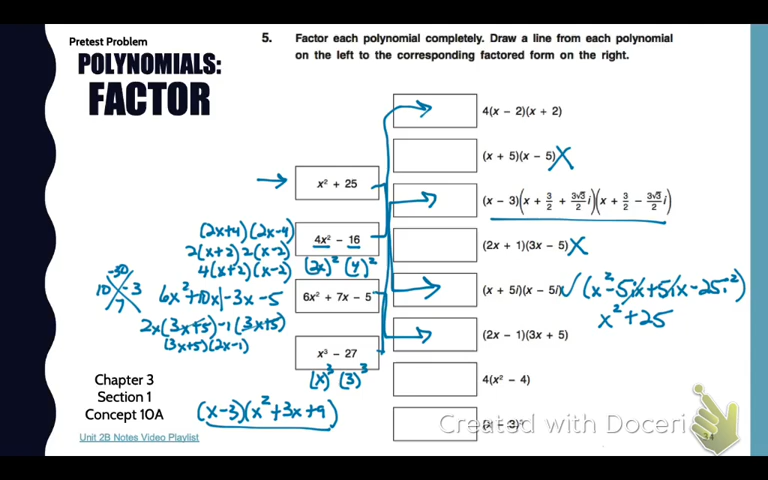 Pretest Problem
POLYNOMIALS:
FACTOR
5. Factor each polynomial completely. Draw a line from each polynomial
on the left to the corresponding factored form on the right.
4(x − 2)(x + 2)
(x + 5)(x − 5) X
x² + 25
(x − 3)(x + 3/2 + 3√3/2 i)(x + 3/2 − 3√3/2 i)
(2x+4)(2x-4)
2(x+2)2(x-2)
4(x+2)(x-2)
4x² − 16
(2x)² (4)²
(2x + 1)(3x − 5) X
-30
10 -3
7
6x²+10x-3x-5
2x(3x+5)-1(3x+5)
(3x+5)(2x-1)
6x² + 7x − 5
(x + 5i)(x − 5i) √ (x²-5ix+5ix-25i²)
x²+25
(2x − 1)(3x + 5)
x³ − 27
(x)³ (3)³
(x-3)(x²+3x+9)
4(x² − 4)
(x − 3)³
Chapter 3
Section 1
Concept 10A
Unit 2B Notes Video Playlist
Created with Doceri